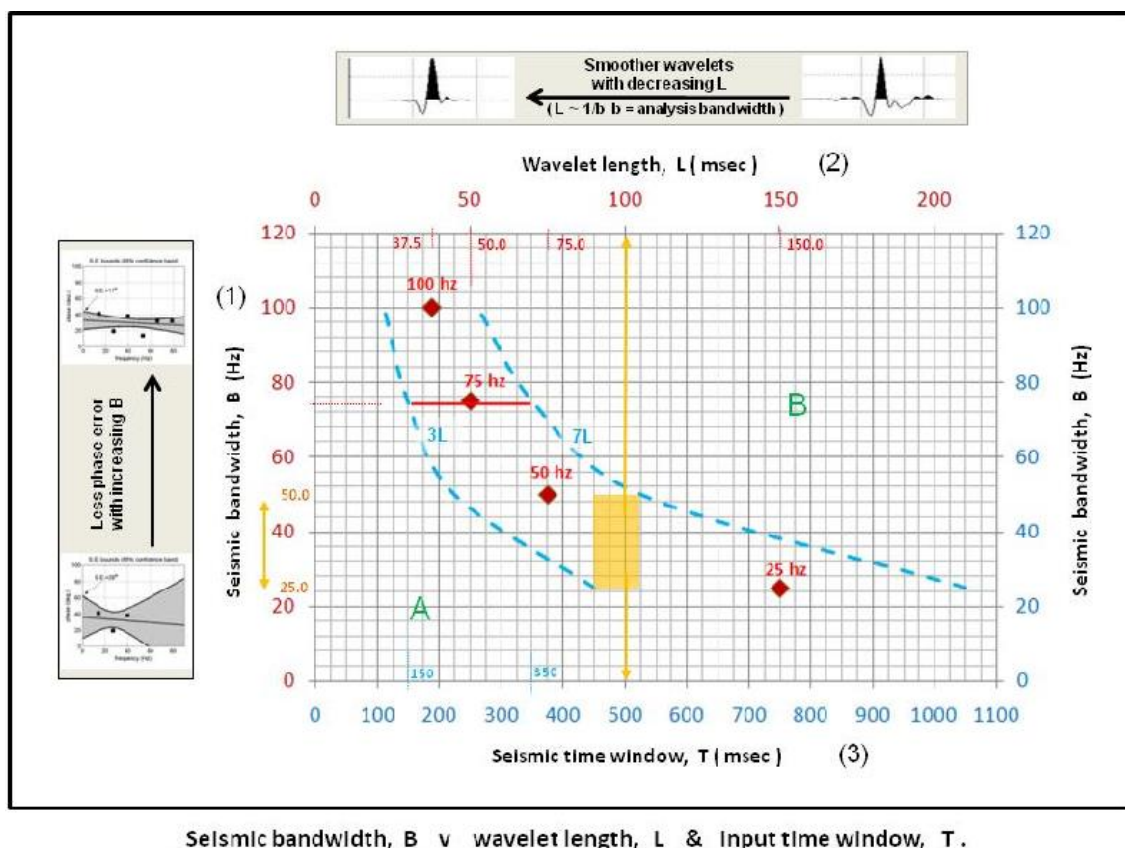 Smoother wavelets
with decreasing L
( L ~ 1/b b = analysis bandwidth )
Wavelet length, L ( msec )
(2)
0 50 100 150 200
120 120
37.5 50.0 75.0 150.0
100 hz
(1)
100 100
80 80
75 hz
3L 7L
B
60 60
50 hz
50.0
40 40
25 hz
25.0
20 20
A
150
0 0
0 100 200 300 400 500 600 700 800 900 1000 1100
Seismic time window, T ( msec )
(3)
Seismic bandwidth, B (Hz)
Seismic bandwidth, B (Hz)
Less phase error
with increasing B
frequency (Hz)
frequency (Hz)
Seismic bandwidth, B v wavelet length, L & input time window, T .